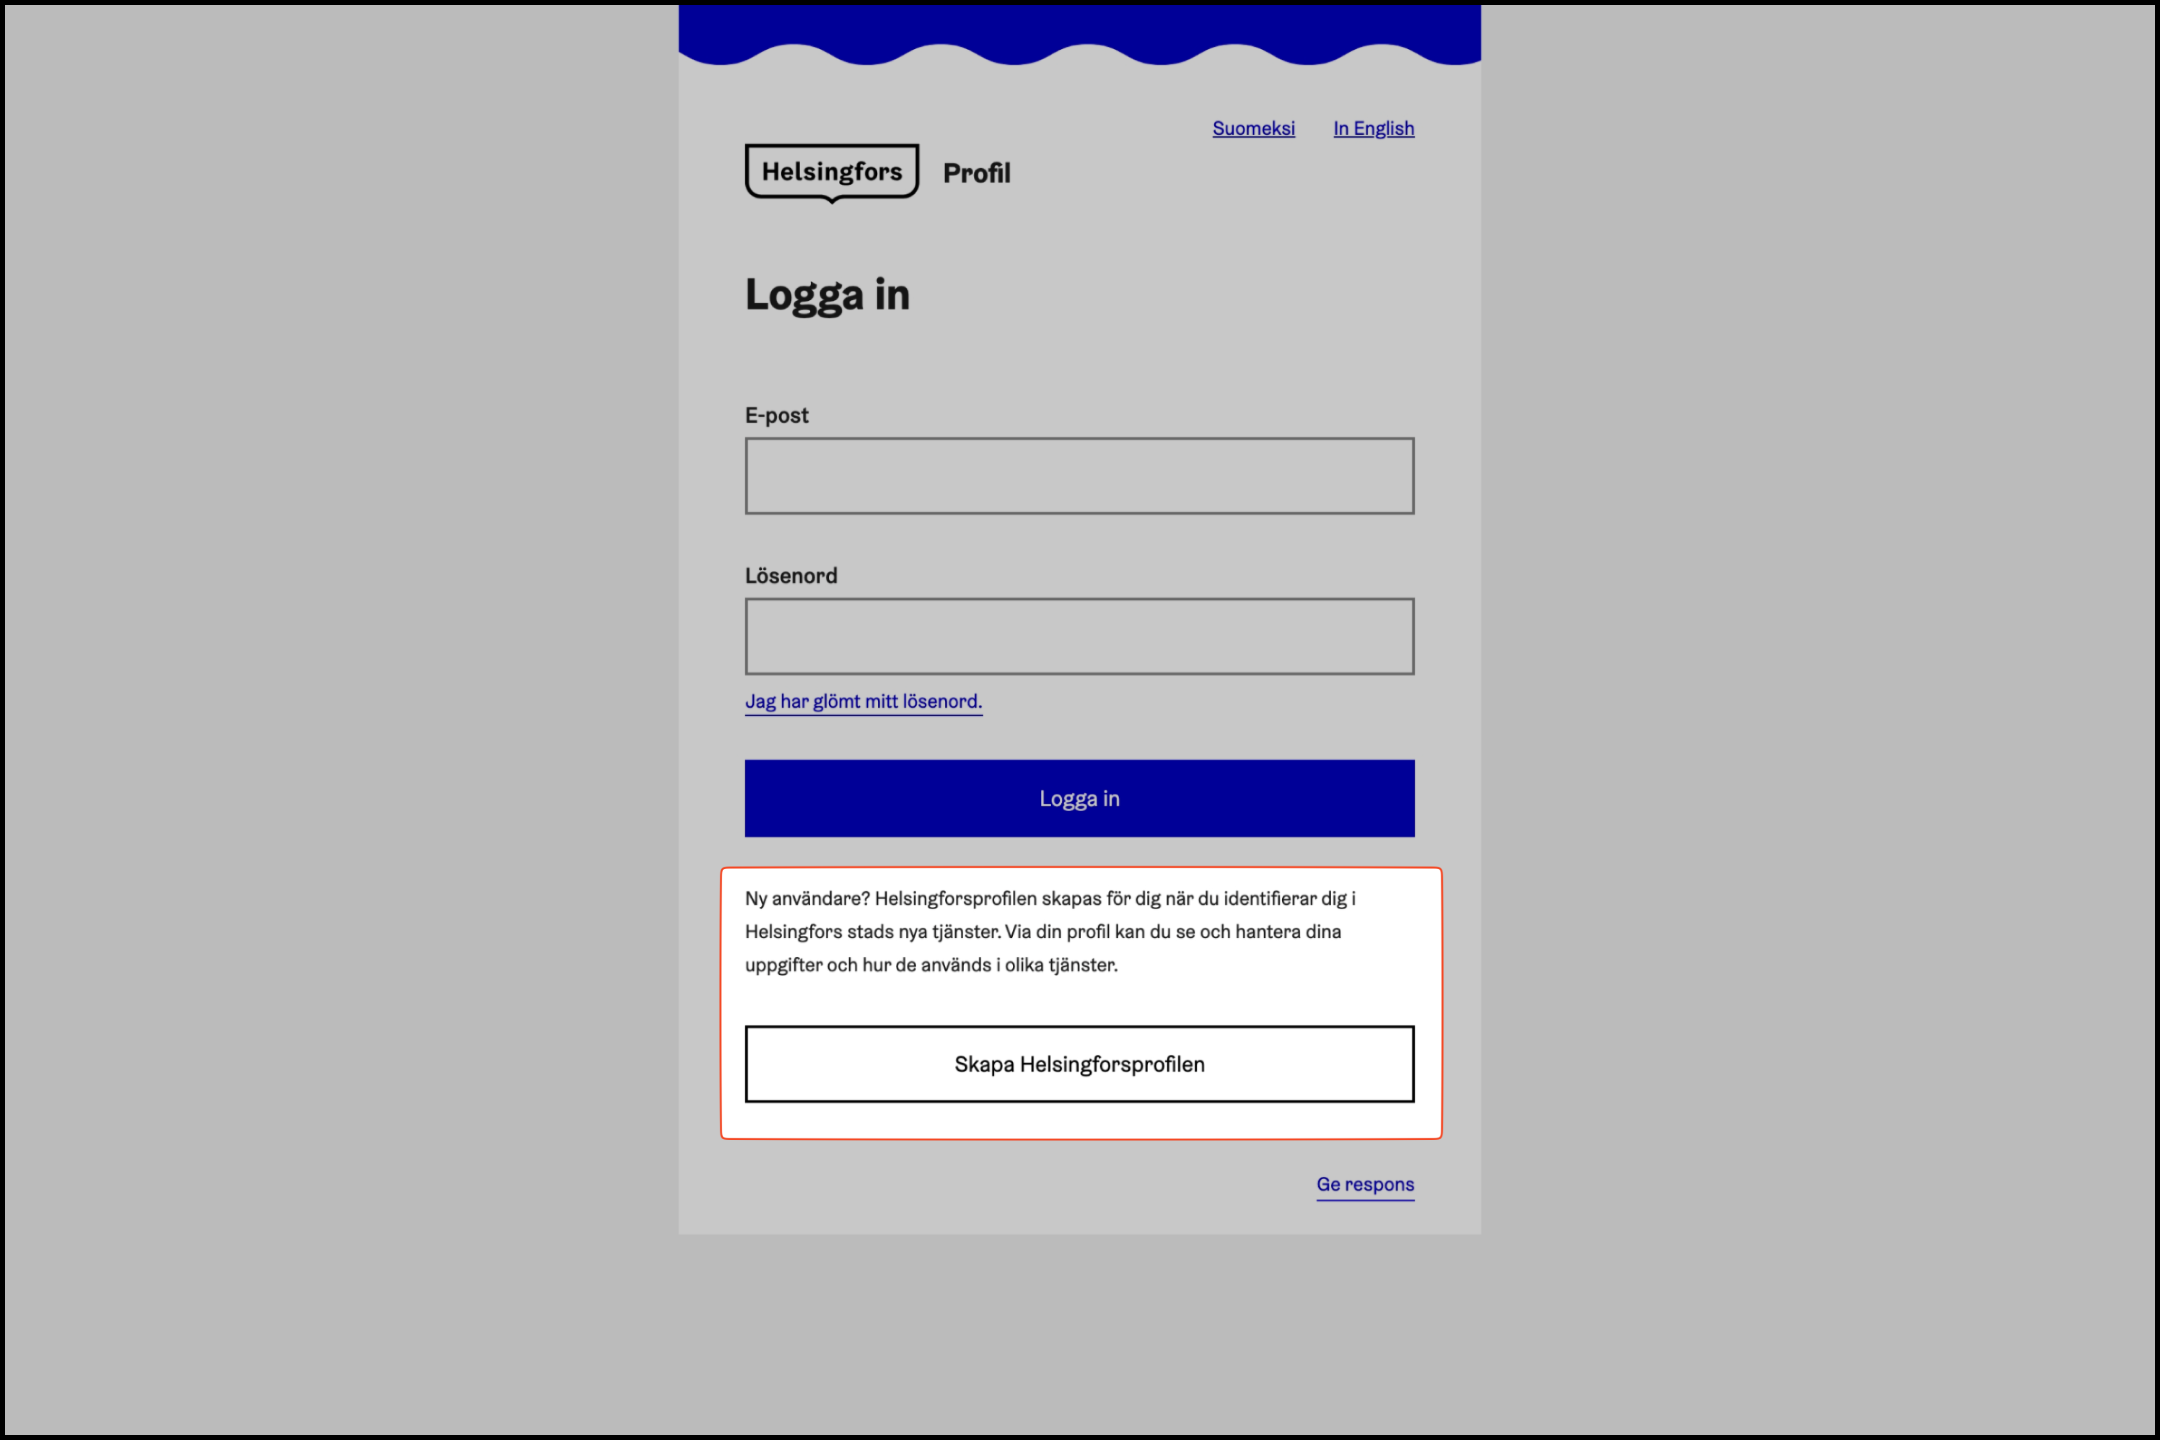 Suomeksi In English
Helsingfors Profil
Logga in
E-post
Lösenord
Jag har glömt mitt lösenord.
Logga in
Ny användare? Helsingforsprofilen skapas för dig när du identifierar dig i
Helsingfors stads nya tjänster. Via din profil kan du se och hantera dina
uppgifter och hur de används i olika tjänster.
Skapa Helsingforsprofilen
Ge respons